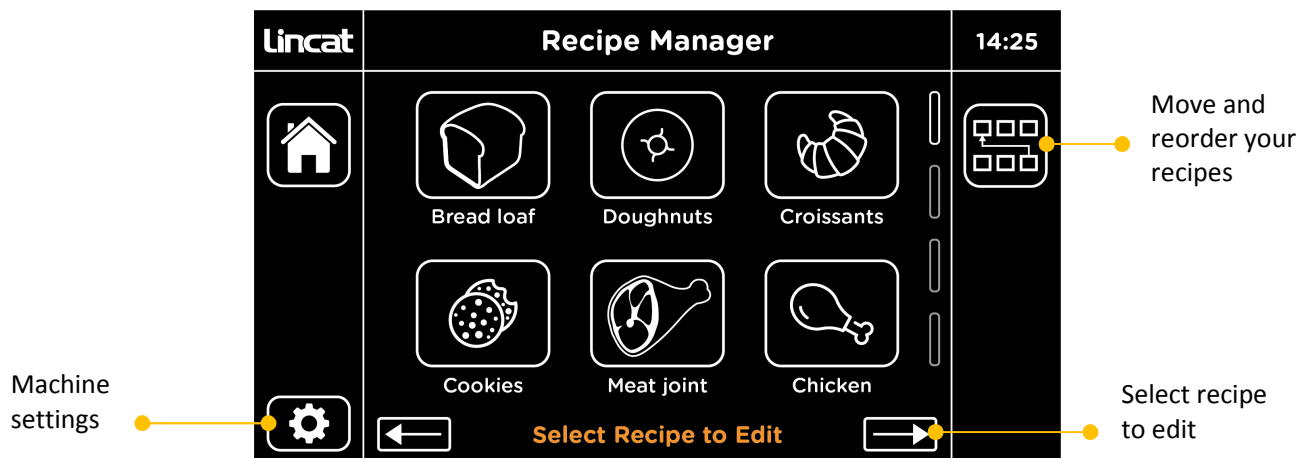 Lincat
Recipe Manager
14:25
Move and
reorder your
recipes
Bread loaf
Doughnuts
Croissants
Cookies
Meat joint
Chicken
Machine
settings
Select Recipe to Edit
Select recipe
to edit